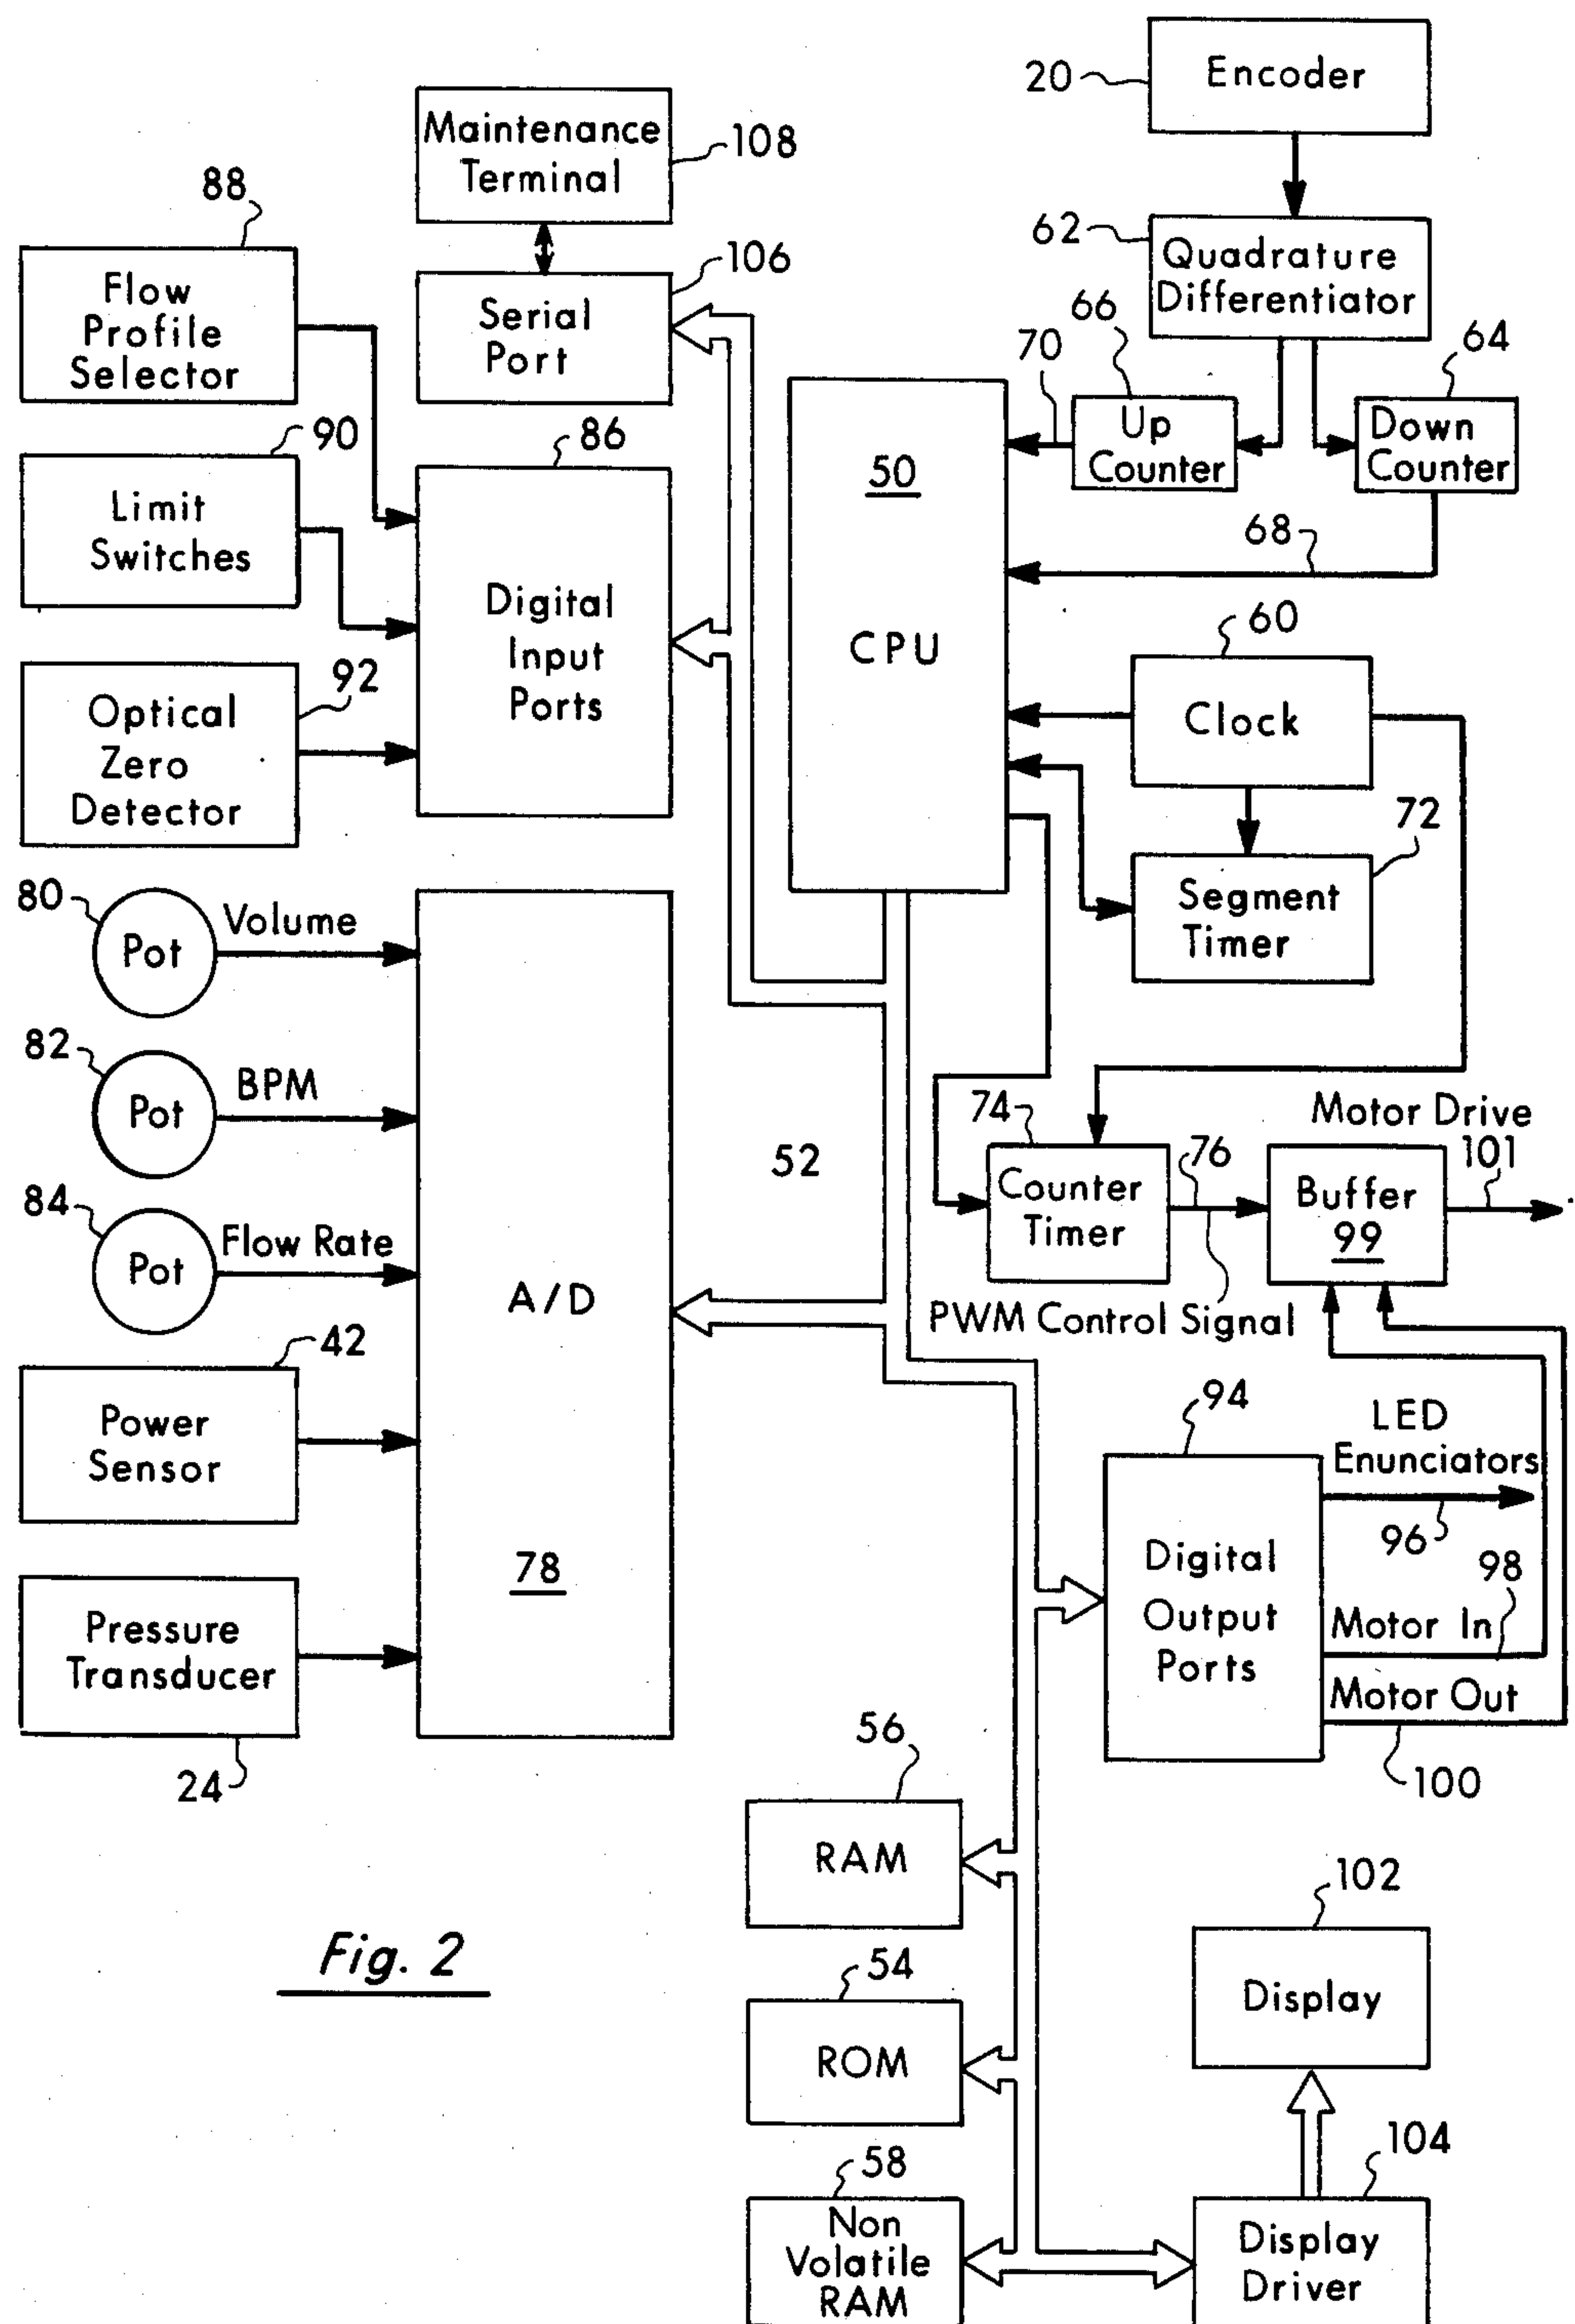 20
Encoder
Maintenance
Terminal
108
88
62
Quadrature
Differentiator
Flow
Profile
Selector
106
Serial
Port
66
70
64
Up
Counter
Down
Counter
90
86
50
CPU
Limit
Switches
68
Digital
Input
Ports
60
Clock
92
Optical
Zero
Detector
72
Segment
Timer
80
Pot
Volume
82
Pot
BPM
74
Motor Drive
76
101
52
Counter
Timer
Buffer
99
84
Pot
Flow Rate
A/D
PWM Control Signal
42
Power
Sensor
94
LED
Enunciators
96
78
Digital
Output
Ports
98
Motor In
Pressure
Transducer
Motor Out
24
56
100
RAM
102
Fig. 2
54
Display
ROM
58
104
Non
Volatile
RAM
Display
Driver